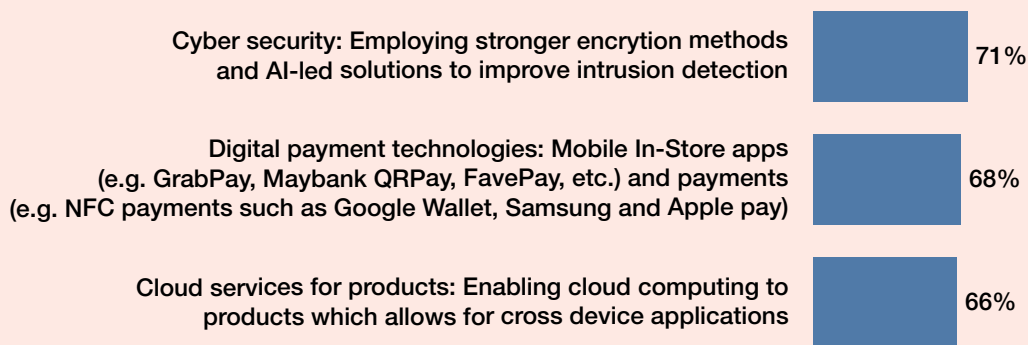 Cyber security: Employing stronger encrytion methods
and AI-led solutions to improve intrusion detection
71%
Digital payment technologies: Mobile In-Store apps
(e.g. GrabPay, Maybank QRPay, FavePay, etc.) and payments
(e.g. NFC payments such as Google Wallet, Samsung and Apple pay)
68%
Cloud services for products: Enabling cloud computing to
products which allows for cross device applications
66%